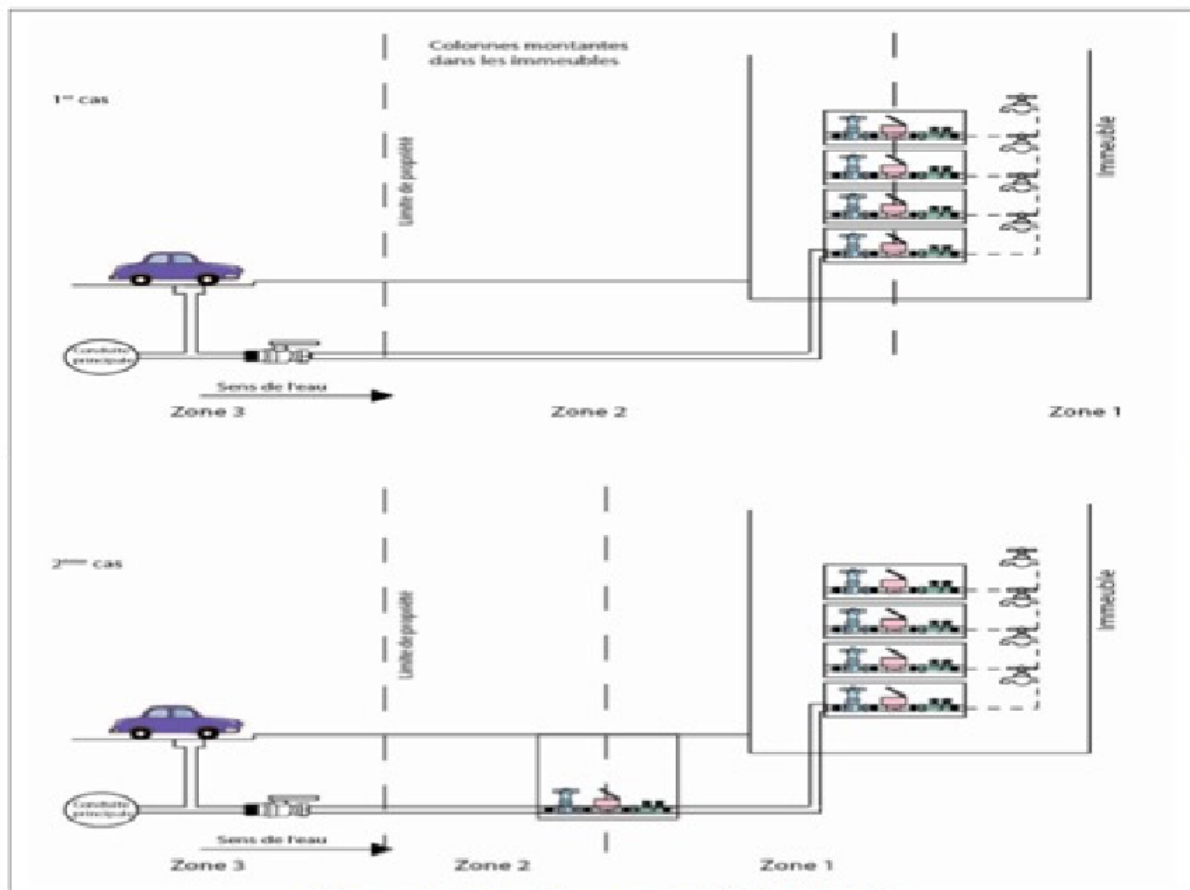 Colonnes montantes
dans les immeubles
1er cas
Limite de propriété
Immeuble
Conduite
principale
Sens de l'eau
Zone 3
Zone 2
Zone 1
2ème cas
Limite de propriété
Immeuble
Conduite
principale
Sens de l'eau
Zone 3
Zone 2
Zone 1